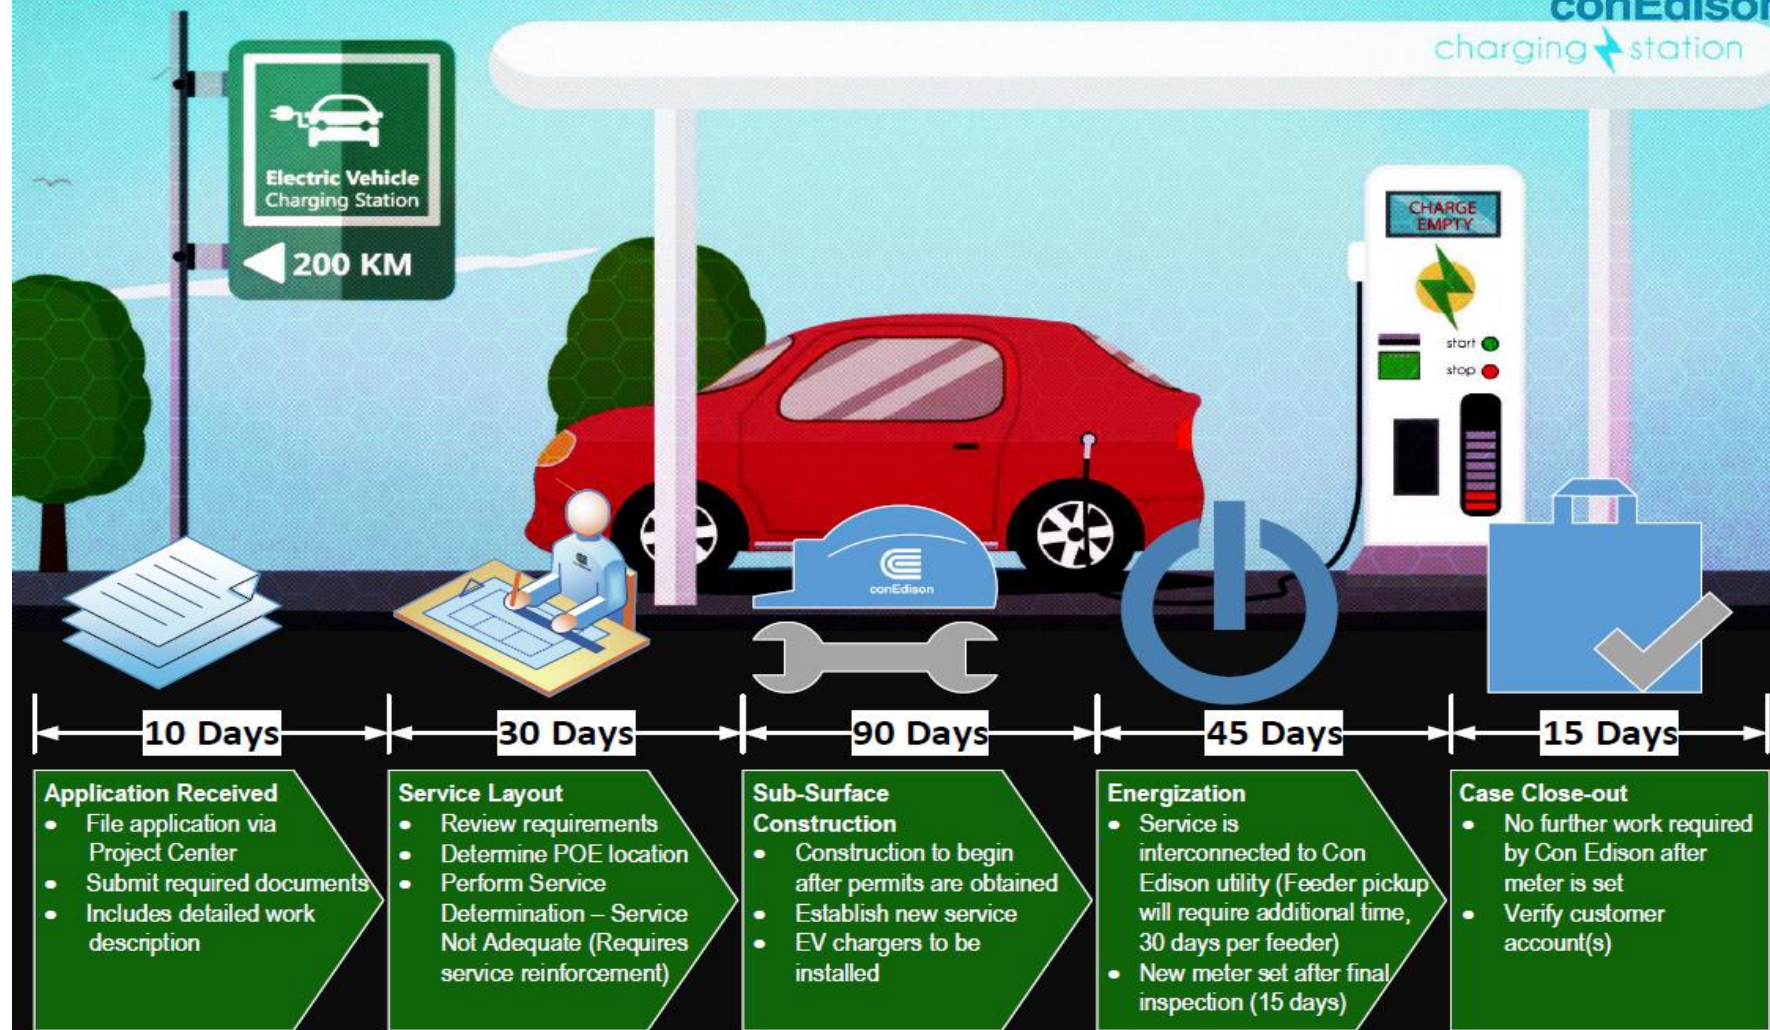 conEdison
charging station
Electric Vehicle
Charging Station
200 KM
CHARGE
EMPTY
start
stop
conEdison
10 Days
30 Days
90 Days
45 Days
15 Days
Application Received
• File application via
Project Center
• Submit required documents
• Includes detailed work
description
Service Layout
• Review requirements
• Determine POE location
• Perform Service
Determination – Service
Not Adequate (Requires
service reinforcement)
Sub-Surface
Construction
• Construction to begin
after permits are obtained
• Establish new service
• EV chargers to be
installed
Energization
• Service is
interconnected to Con
Edison utility (Feeder pickup
will require additional time,
30 days per feeder)
• New meter set after final
inspection (15 days)
Case Close-out
• No further work required
by Con Edison after
meter is set
• Verify customer
account(s)